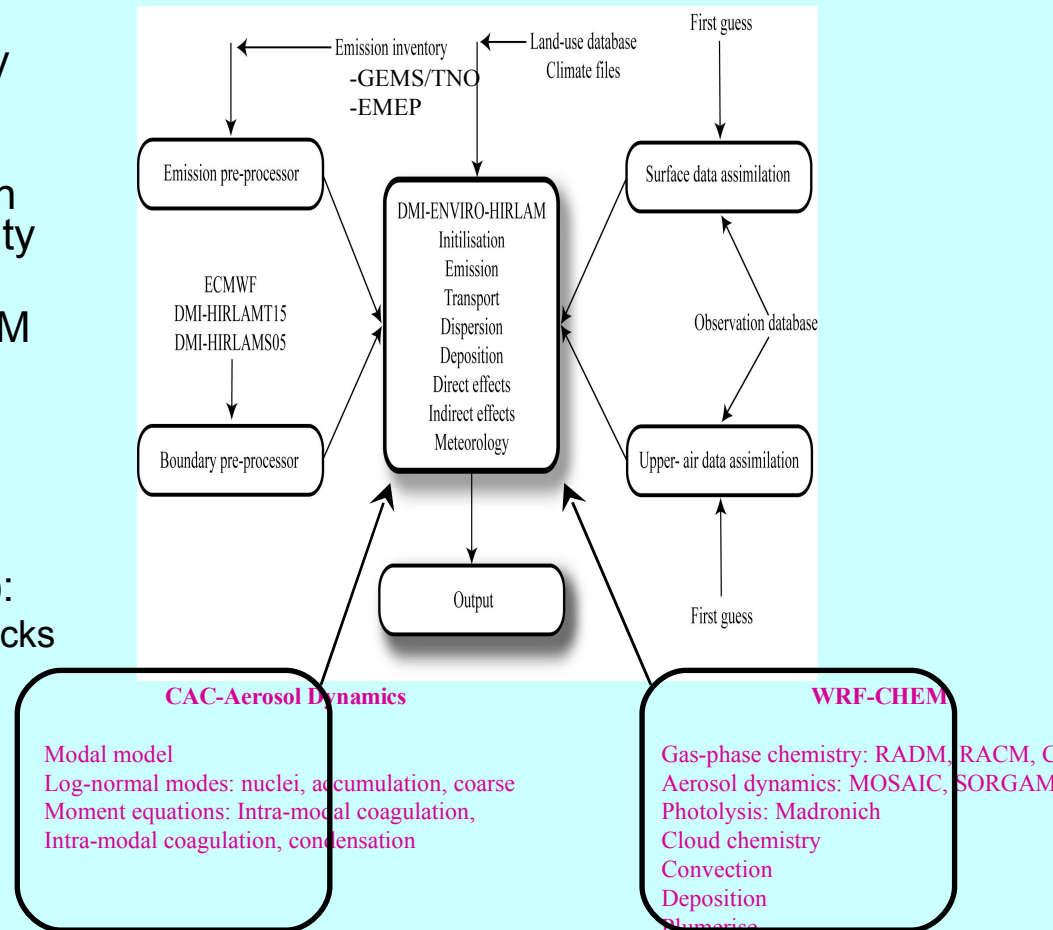 ty
cks
First guess
Emission inventory
-GEMS/TNO
-EMEP
Land-use database
Climate files
Emission pre-processor
Surface data assimilation
DMI-ENVIRO-HIRLAM
Initilisation
Emission
Transport
Dispersion
Deposition
Direct effects
Indirect effects
Meteorology
ECMWF
DMI-HIRLAMT15
DMI-HIRLAMS05
Observation database
Boundary pre-processor
Upper- air data assimilation
Output
First guess
CAC-Aerosol Dynamics
Modal model
Log-normal modes: nuclei, accumulation, coarse
Moment equations: Intra-modal coagulation,
Intra-modal coagulation, condensation
WRF-CHEM
Gas-phase chemistry: RADM, RACM, C
Aerosol dynamics: MOSAIC, SORGAM
Photolysis: Madronich
Cloud chemistry
Convection
Deposition
Plumerise